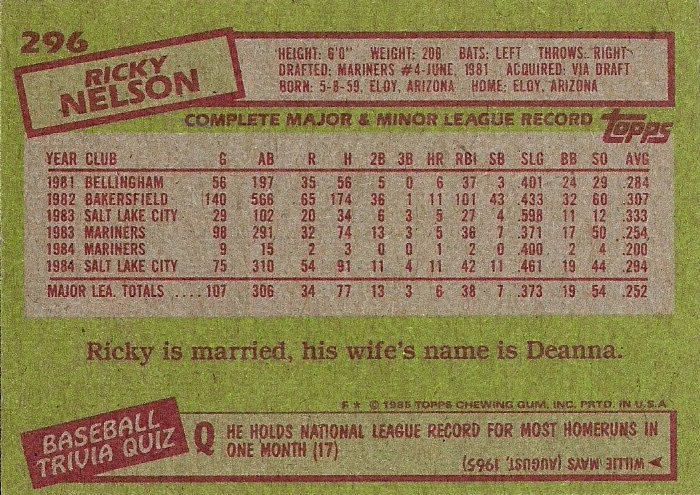 296
RICKY
NELSON
HEIGHT: 6'0" WEIGHT: 200 BATS: LEFT THROWS: RIGHT
DRAFTED: MARINERS #4-JUNE, 1981 ACQUIRED: VIA DRAFT
BORN: 5-8-59, ELOY, ARIZONA HOME: ELOY, ARIZONA
COMPLETE MAJOR & MINOR LEAGUE RECORD topps
YEAR CLUB G AB R H 2B 3B HR RBI SB SLG BB SO AVG
1981 BELLINGHAM 56 197 35 56 5 0 6 37 3 .401 24 29 .284
1982 BAKERSFIELD 140 566 65 174 36 1 11 101 43 .433 32 60 .307
1983 SALT LAKE CITY 29 102 20 34 6 3 5 27 4 .598 11 12 .333
1983 MARINERS 98 291 32 74 13 3 5 36 7 .371 17 50 .254
1984 MARINERS 9 15 2 3 0 0 1 2 0 .400 2 4 .200
1984 SALT LAKE CITY 75 310 54 91 11 4 11 42 11 .461 19 44 .294
MAJOR LEA. TOTALS ....107 306 34 77 13 3 6 38 7 .373 19 54 .252
Ricky is married, his wife's name is Deanna.
F★ © 1985 TOPPS CHEWING GUM, INC. PRTD. IN U.S.A.
BASEBALL
TRIVIA QUIZ
Q HE HOLDS NATIONAL LEAGUE RECORD FOR MOST HOMERUNS IN
ONE MONTH (17)
WILLIE MAYS (AUGUST, 1965)